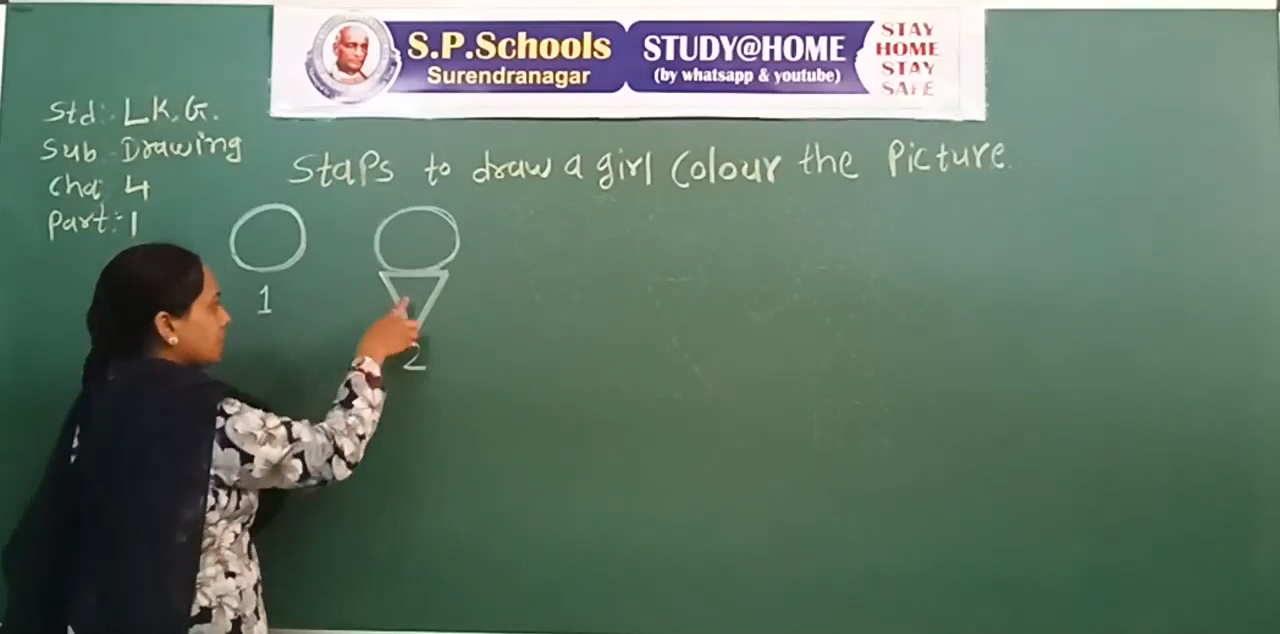 S.P.Schools
Surendranagar
STUDY@HOME
(by whatsapp & youtube)
STAY
HOME
STAY
SAFE
Std:- L.K.G.
Sub - Drawing
Cha: 4
Part:- 1
Staps to draw a girl Colour the Picture.
1
2